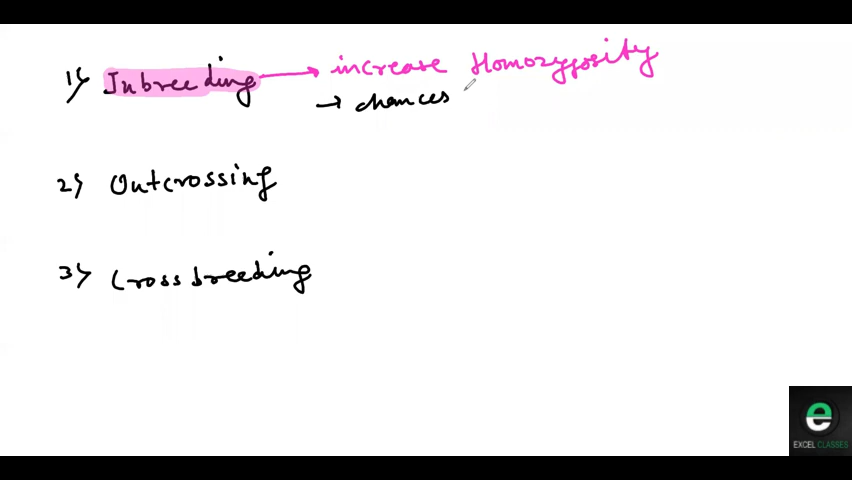 1) Inbreeding → increase Homozygosity
→ chances
2) Outcrossing
3) Crossbreeding
e
EXCEL CLASSES